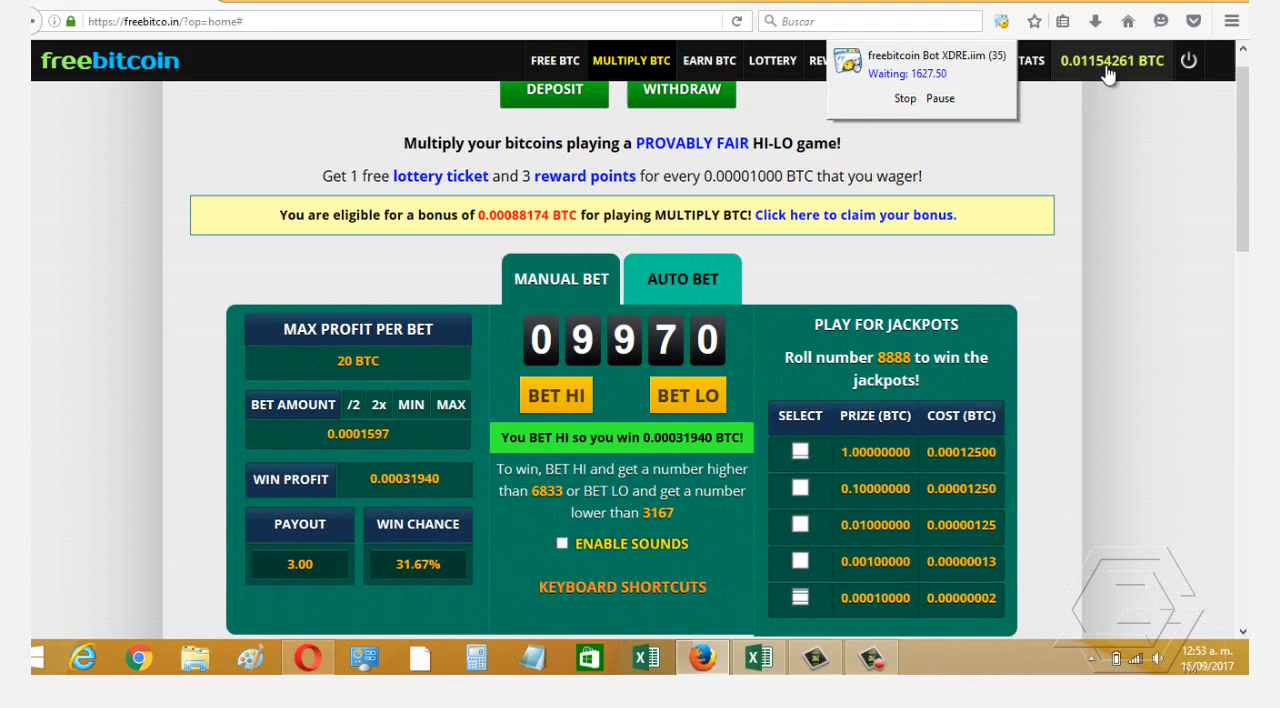 https://freebitco.in/?op=home#
Buscar
freebitcoin
FREE BTC
MULTIPLY BTC
EARN BTC
LOTTERY
TATS
0.01154261 BTC
freebitcoin Bot XDRE.iim (35)
Waiting: 1627.50
Stop
Pause
DEPOSIT
WITHDRAW
Multiply your bitcoins playing a PROVABLY FAIR HI-LO game!
Get 1 free lottery ticket and 3 reward points for every 0.00001000 BTC that you wager!
You are eligible for a bonus of 0.00088174 BTC for playing MULTIPLY BTC! Click here to claim your bonus.
MANUAL BET
AUTO BET
MAX PROFIT PER BET
20 BTC
BET AMOUNT
/2
2x
MIN
MAX
0.0001597
WIN PROFIT
0.00031940
PAYOUT
WIN CHANCE
3.00
31.67%
0 9 9 7 0
BET HI
BET LO
You BET HI so you win 0.00031940 BTC!
To win, BET HI and get a number higher
than 6833 or BET LO and get a number
lower than 3167
ENABLE SOUNDS
KEYBOARD SHORTCUTS
PLAY FOR JACKPOTS
Roll number 8888 to win the
jackpots!
SELECT
PRIZE (BTC)
COST (BTC)
1.00000000
0.00012500
0.10000000
0.00001250
0.01000000
0.00000125
0.00100000
0.00000013
0.00010000
0.00000002
12:53 a. m.
18/09/2017